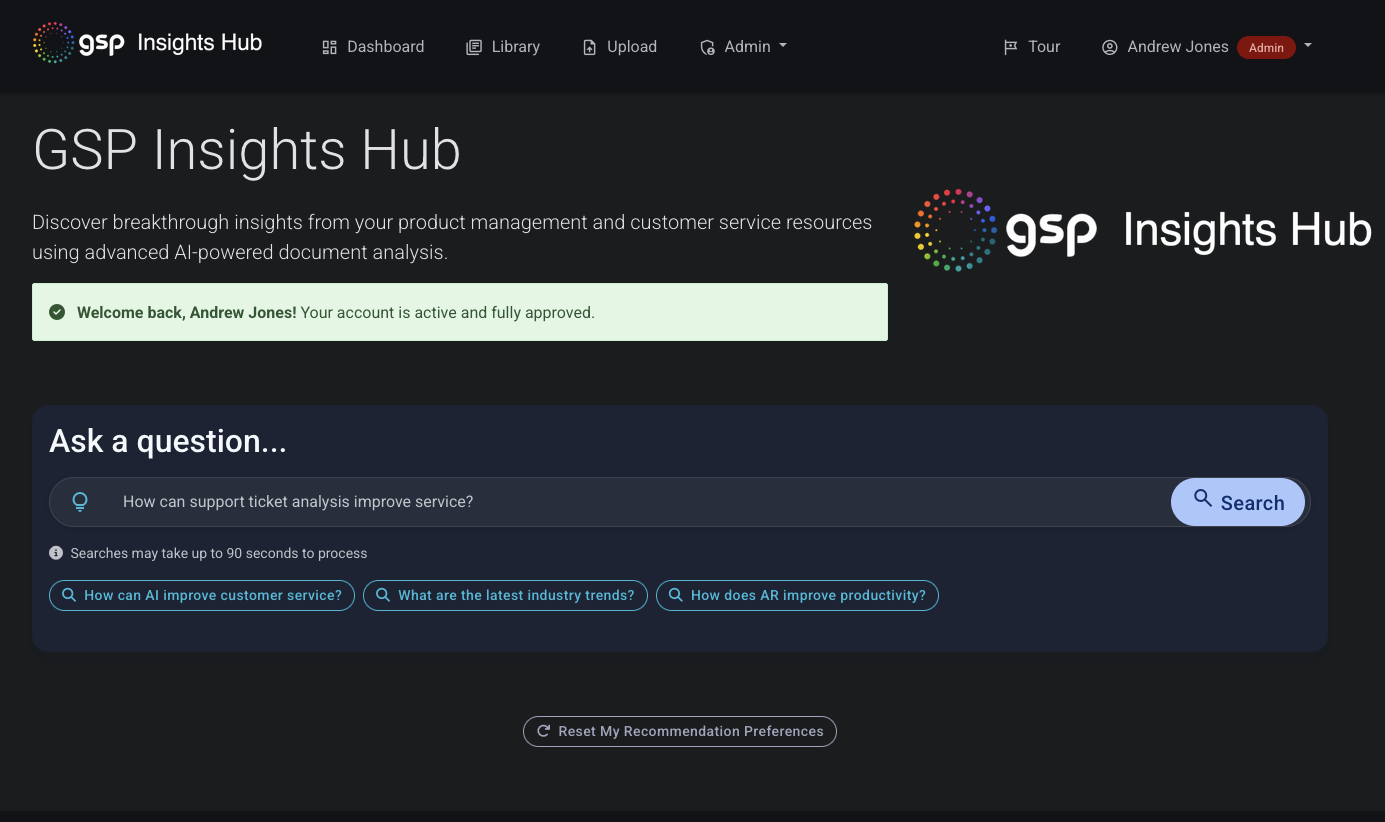 gsp Insights Hub
Dashboard
Library
Upload
Admin
Tour
Andrew Jones
Admin
GSP Insights Hub
Discover breakthrough insights from your product management and customer service resources
using advanced AI-powered document analysis.
gsp Insights Hub
Welcome back, Andrew Jones! Your account is active and fully approved.
Ask a question...
How can support ticket analysis improve service?
Search
Searches may take up to 90 seconds to process
How can AI improve customer service?
What are the latest industry trends?
How does AR improve productivity?
Reset My Recommendation Preferences